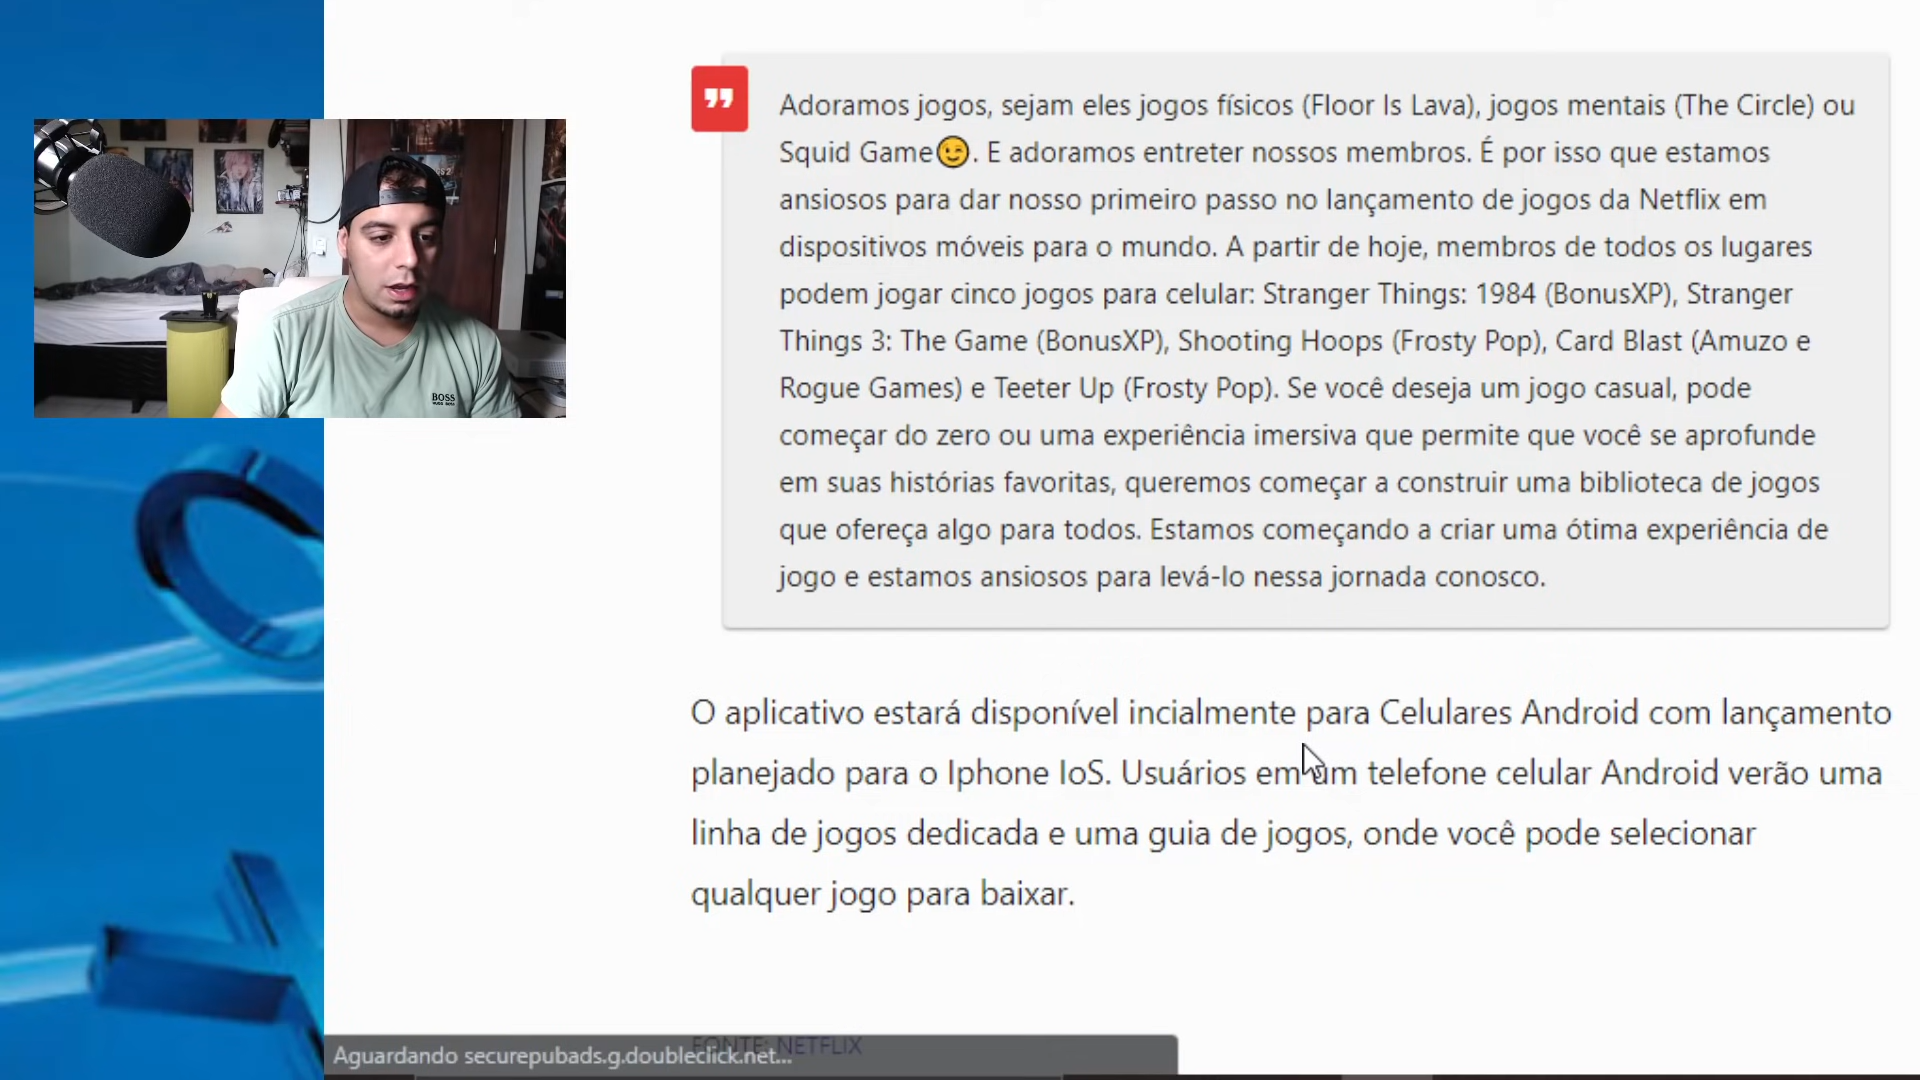 Adoramos jogos, sejam eles jogos físicos (Floor Is Lava), jogos mentais (The Circle) ou
Squid Game😉. E adoramos entreter nossos membros. É por isso que estamos
ansiosos para dar nosso primeiro passo no lançamento de jogos da Netflix em
dispositivos móveis para o mundo. A partir de hoje, membros de todos os lugares
podem jogar cinco jogos para celular: Stranger Things: 1984 (BonusXP), Stranger
Things 3: The Game (BonusXP), Shooting Hoops (Frosty Pop), Card Blast (Amuzo e
Rogue Games) e Teeter Up (Frosty Pop). Se você deseja um jogo casual, pode
começar do zero ou uma experiência imersiva que permite que você se aprofunde
em suas histórias favoritas, queremos começar a construir uma biblioteca de jogos
que ofereça algo para todos. Estamos começando a criar uma ótima experiência de
jogo e estamos ansiosos para levá-lo nessa jornada conosco.
BOSS
O aplicativo estará disponível incialmente para Celulares Android com lançamento
planejado para o Iphone IoS. Usuários em um telefone celular Android verão uma
linha de jogos dedicada e uma guia de jogos, onde você pode selecionar
qualquer jogo para baixar.
FONTE: NETFLIX
Aguardando securepubads.g.doubleclick.net...